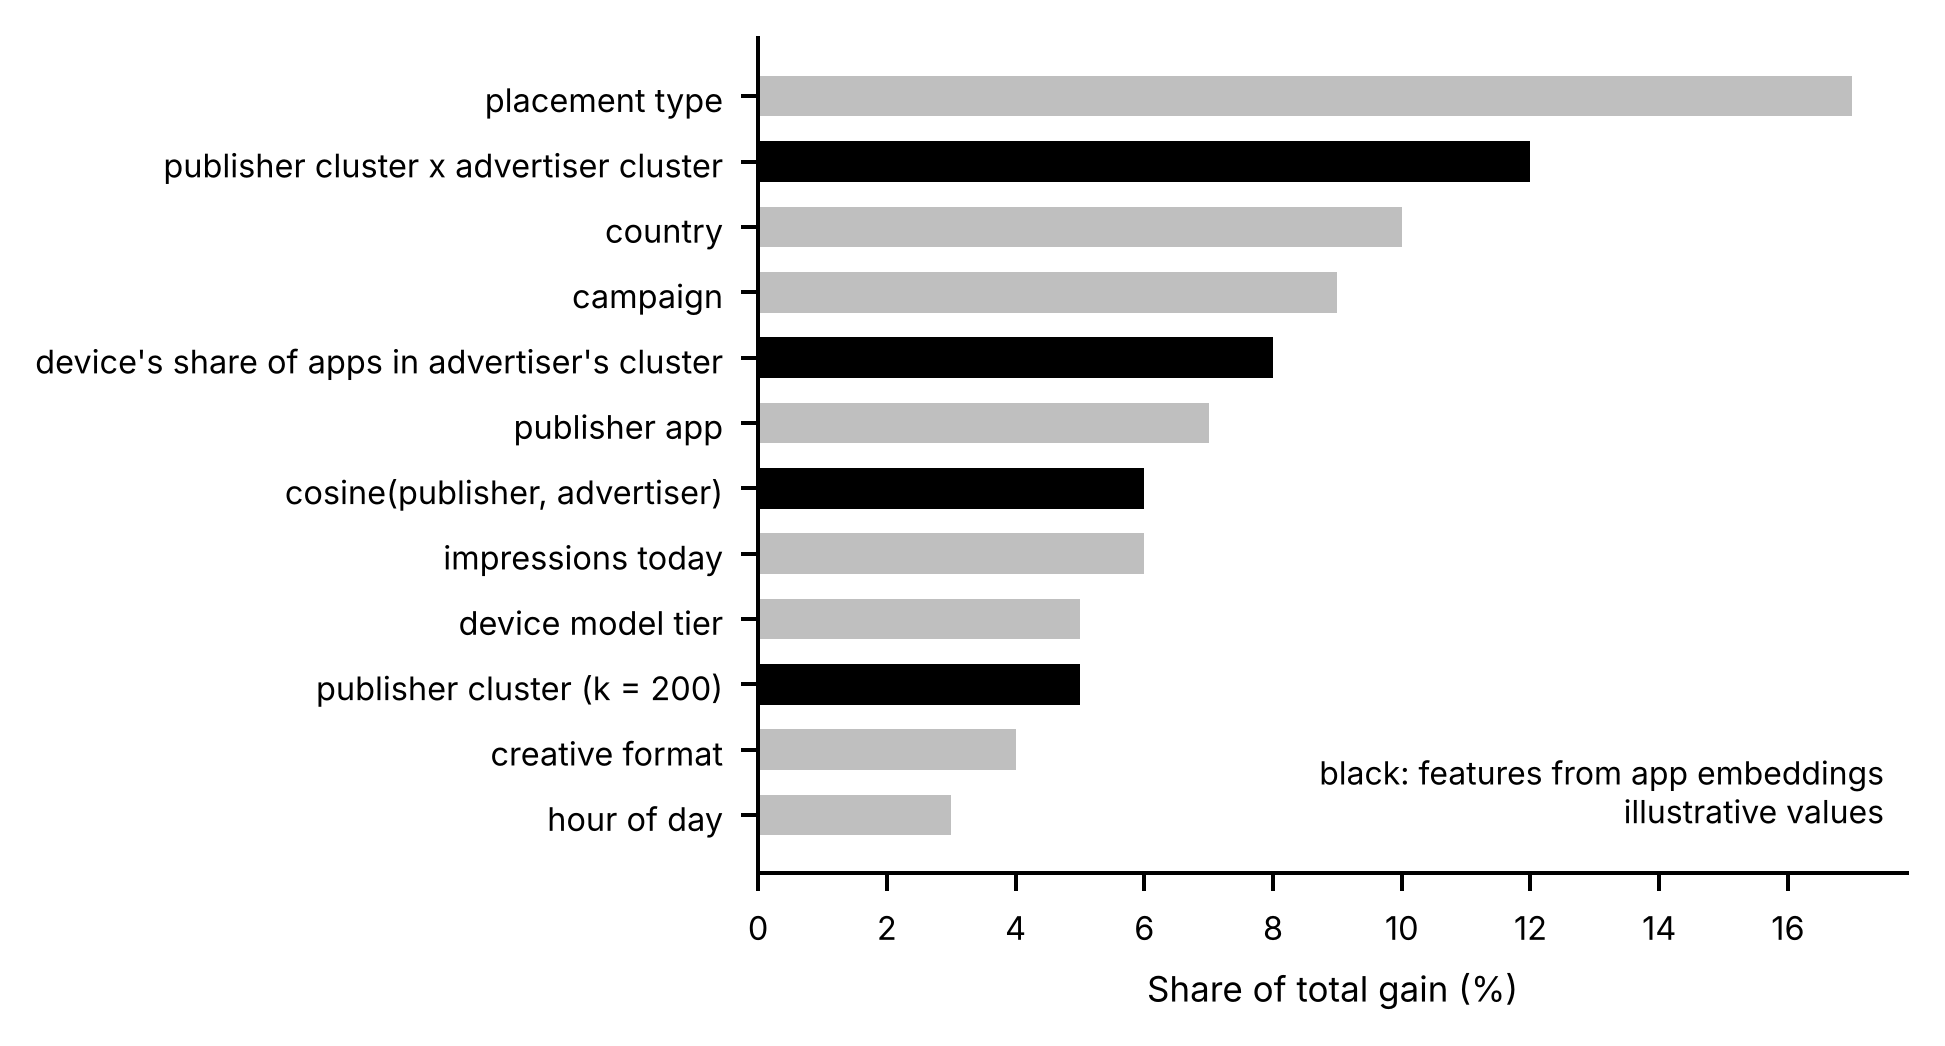 placement type
publisher cluster x advertiser cluster
country
campaign
device's share of apps in advertiser's cluster
publisher app
cosine(publisher, advertiser)
impressions today
device model tier
publisher cluster (k = 200)
creative format
hour of day
black: features from app embeddings
illustrative values
0 2 4 6 8 10 12 14 16
Share of total gain (%)